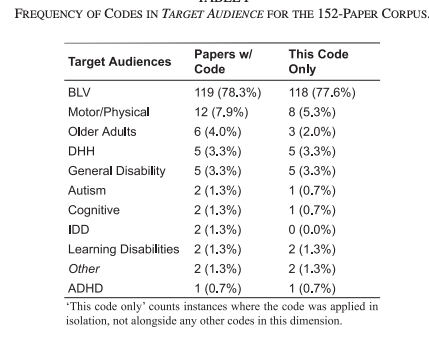 TABLE I
FREQUENCY OF CODES IN TARGET AUDIENCE FOR THE 152-PAPER CORPUS.
Target Audiences Papers w/ Code This Code Only
BLV 119 (78.3%) 118 (77.6%)
Motor/Physical 12 (7.9%) 8 (5.3%)
Older Adults 6 (4.0%) 3 (2.0%)
DHH 5 (3.3%) 5 (3.3%)
General Disability 5 (3.3%) 5 (3.3%)
Autism 2 (1.3%) 1 (0.7%)
Cognitive 2 (1.3%) 1 (0.7%)
IDD 2 (1.3%) 0 (0.0%)
Learning Disabilities 2 (1.3%) 2 (1.3%)
Other 2 (1.3%) 2 (1.3%)
ADHD 1 (0.7%) 1 (0.7%)
'This code only' counts instances where the code was applied in
isolation, not alongside any other codes in this dimension.